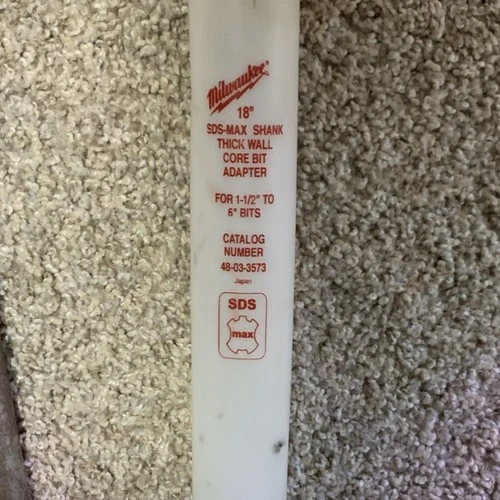 Milwaukee®
18"
SDS-MAX SHANK
THICK WALL
CORE BIT
ADAPTER
FOR 1-1/2" TO
6" BITS
CATALOG
NUMBER
48-03-3573
Japan
SDS
max